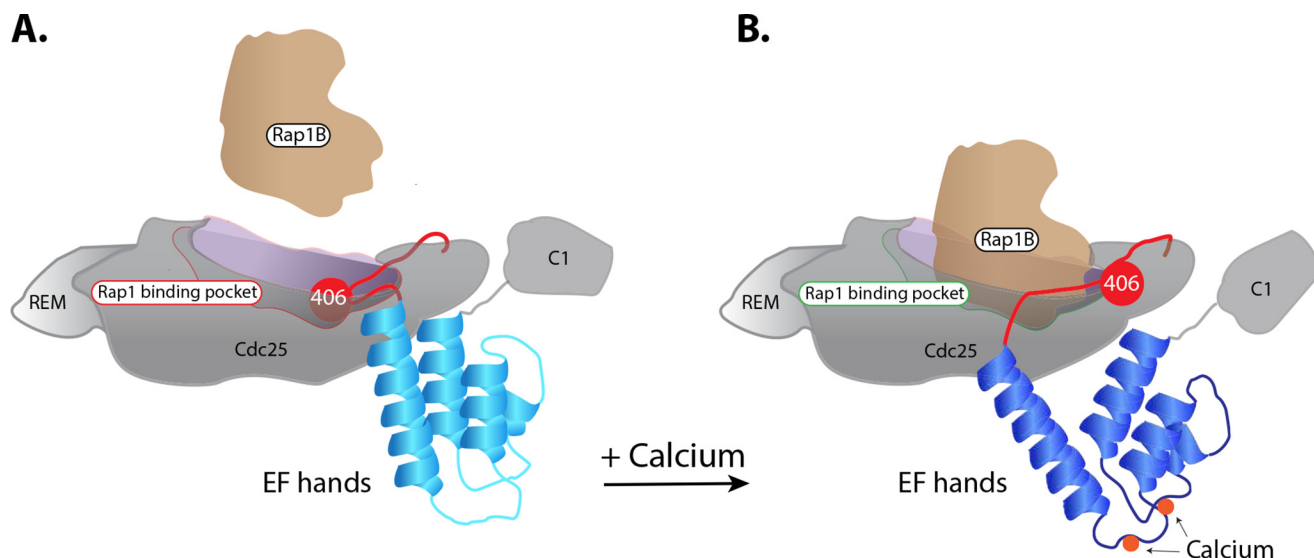 A.
Rap1B
C1
Rap1 binding pocket
406
REM
Cdc25
EF hands
+ Calcium
B.
Rap1B
406
C1
Rap1 binding pocket
REM
Cdc25
EF hands
Calcium